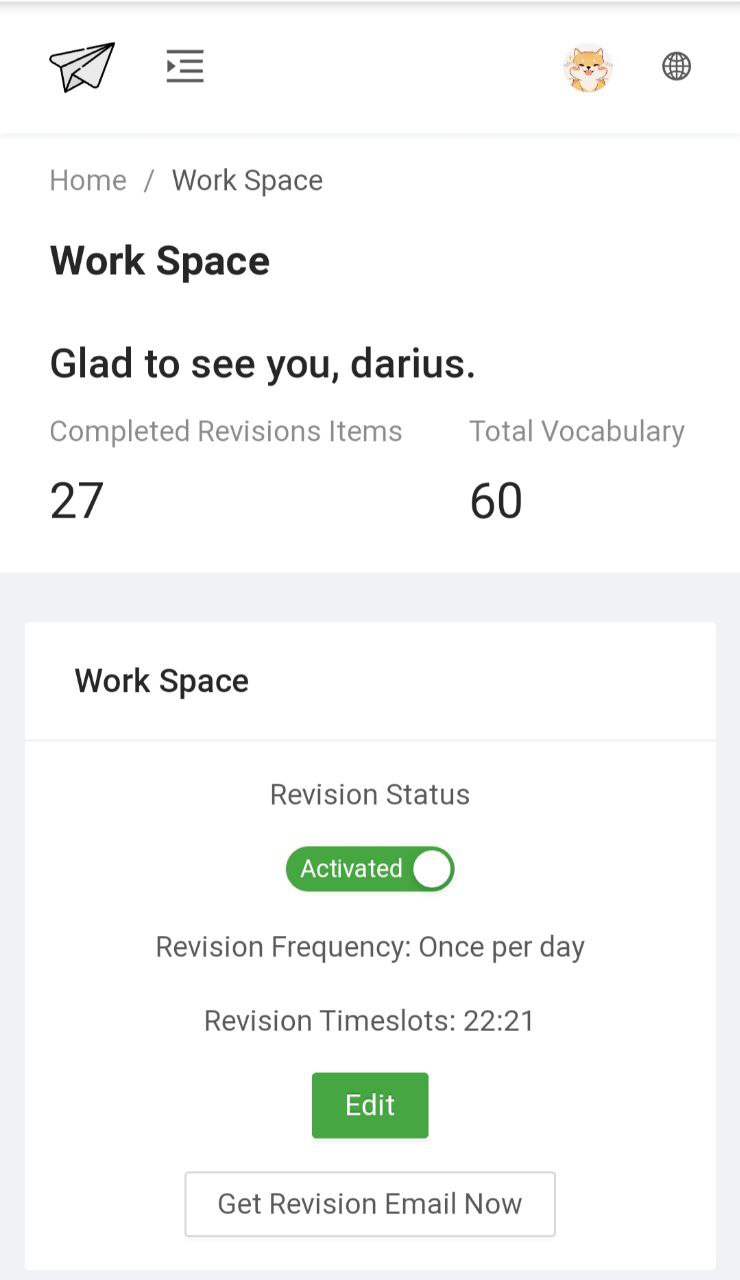 Home / Work Space
Work Space
Glad to see you, darius.
Completed Revisions Items Total Vocabulary
27 60
Work Space
Revision Status
Activated
Revision Frequency: Once per day
Revision Timeslots: 22:21
Edit
Get Revision Email Now